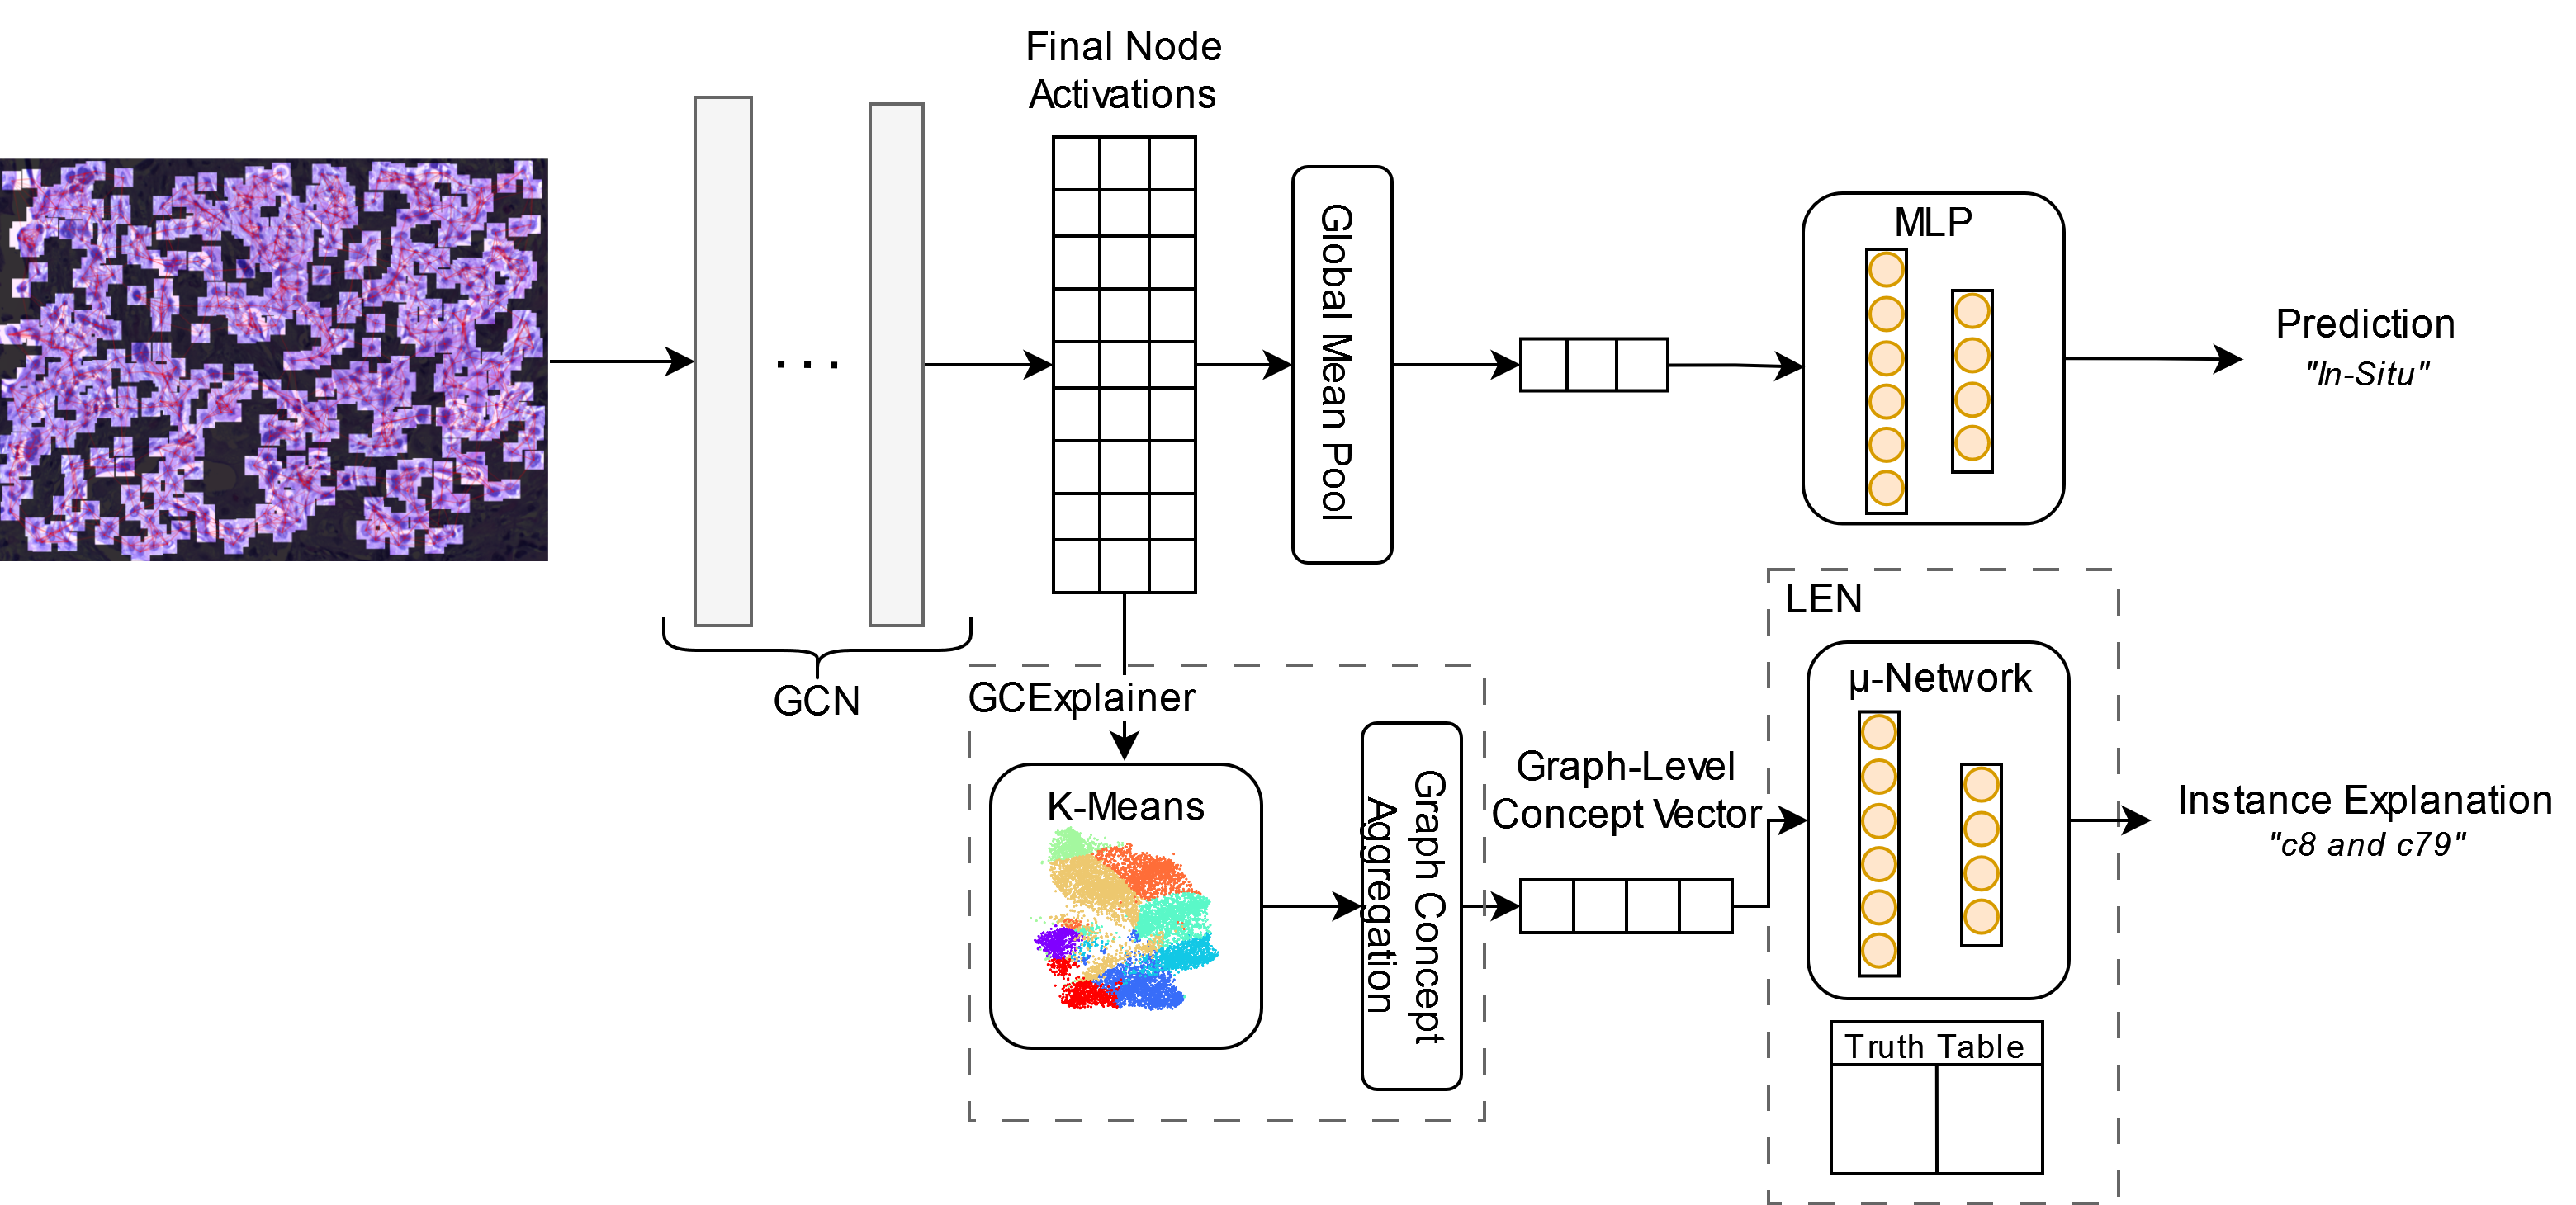 Final Node
Activations
Global Mean Pool
MLP
Prediction
"In-Situ"
. . .
GCN
GCExplainer
K-Means
Graph Concept
Aggregation
Graph-Level
Concept Vector
LEN
µ-Network
Truth Table
Instance Explanation
"c8 and c79"